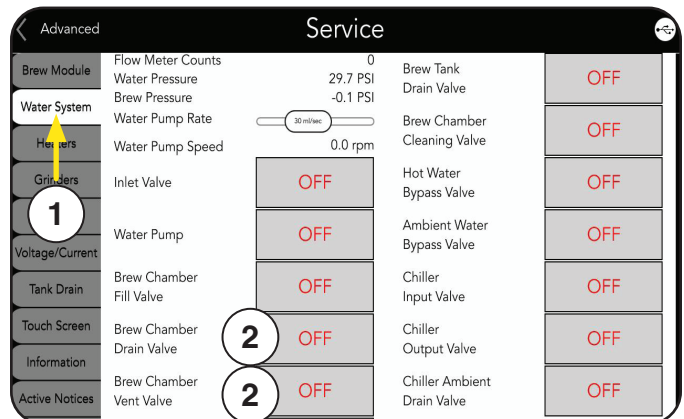 Advanced
Service
Brew Module
Water System
Heaters
Grinders
1
Voltage/Current
Tank Drain
Touch Screen
Information
Active Notices
Flow Meter Counts 0
Water Pressure 29.7 PSI
Brew Pressure -0.1 PSI
Water Pump Rate 30 ml/sec
Water Pump Speed 0.0 rpm
Inlet Valve OFF
Water Pump OFF
Brew Chamber
Fill Valve OFF
Brew Chamber
Drain Valve 2 OFF
Brew Chamber
Vent Valve 2 OFF
Brew Tank
Drain Valve OFF
Brew Chamber
Cleaning Valve OFF
Hot Water
Bypass Valve OFF
Ambient Water
Bypass Valve OFF
Chiller
Input Valve OFF
Chiller
Output Valve OFF
Chiller Ambient
Drain Valve OFF